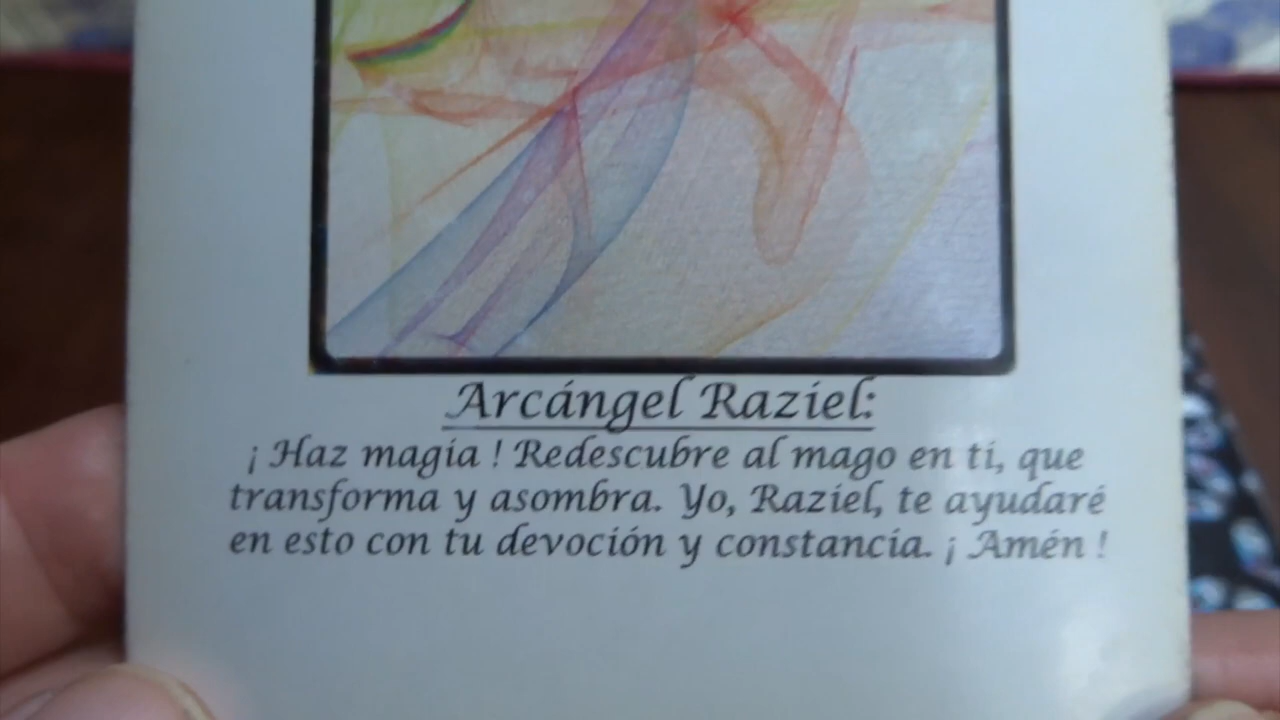 Arcángel Raziel:
¡ Haz magia ! Redescubre al mago en ti, que
transforma y asombra. Yo, Raziel, te ayudaré
en esto con tu devoción y constancia. ¡ Amén !